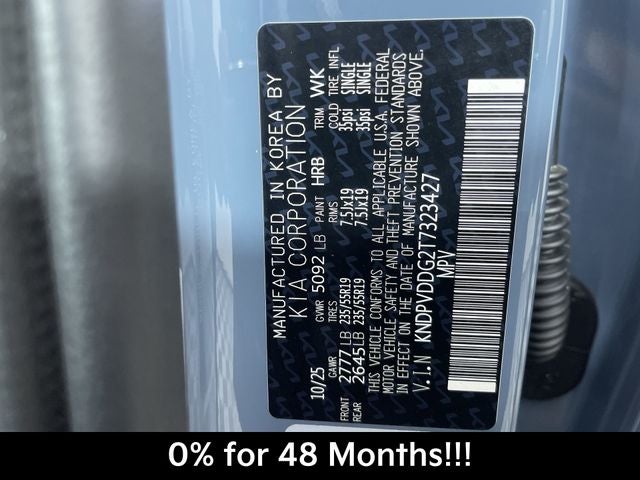 MANUFACTURED IN KOREA BY
KIA CORPORATION
10/25 GVWR 5092 LB PAINT HRB TRIM WK
GAWR TIRES RIMS COLD TIRE INFL
FRONT 2777 LB 235/55R19 7.5Jx19 35psi SINGLE
REAR 2645 LB 235/55R19 7.5Jx19 35psi SINGLE
THIS VEHICLE CONFORMS TO ALL APPLICABLE U.S.A. FEDERAL
MOTOR VEHICLE SAFETY AND THEFT PREVENTION STANDARDS
IN EFFECT ON THE DATE OF MANUFACTURE SHOWN ABOVE.
V.I.N KNDPVDDG2T7323427
MPV
0% for 48 Months!!!